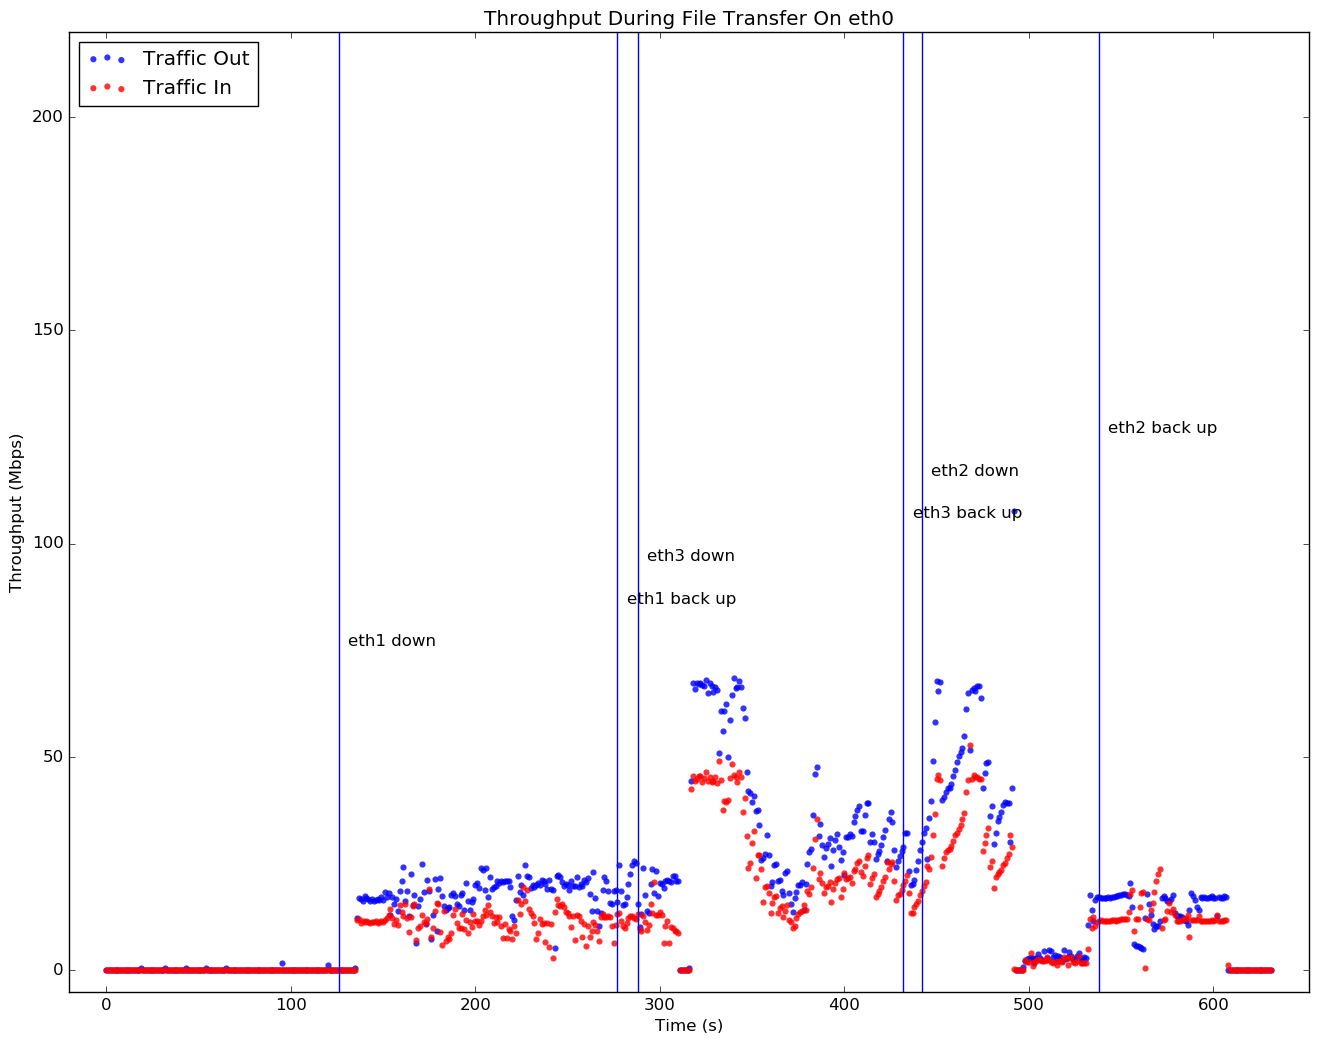 Throughput During File Transfer On eth0
Traffic Out
Traffic In
200
150
100
50
0
Throughput (Mbps)
eth2 back up
eth2 down
eth3 back up
eth3 down
eth1 back up
eth1 down
0 100 200 300 400 500 600
Time (s)